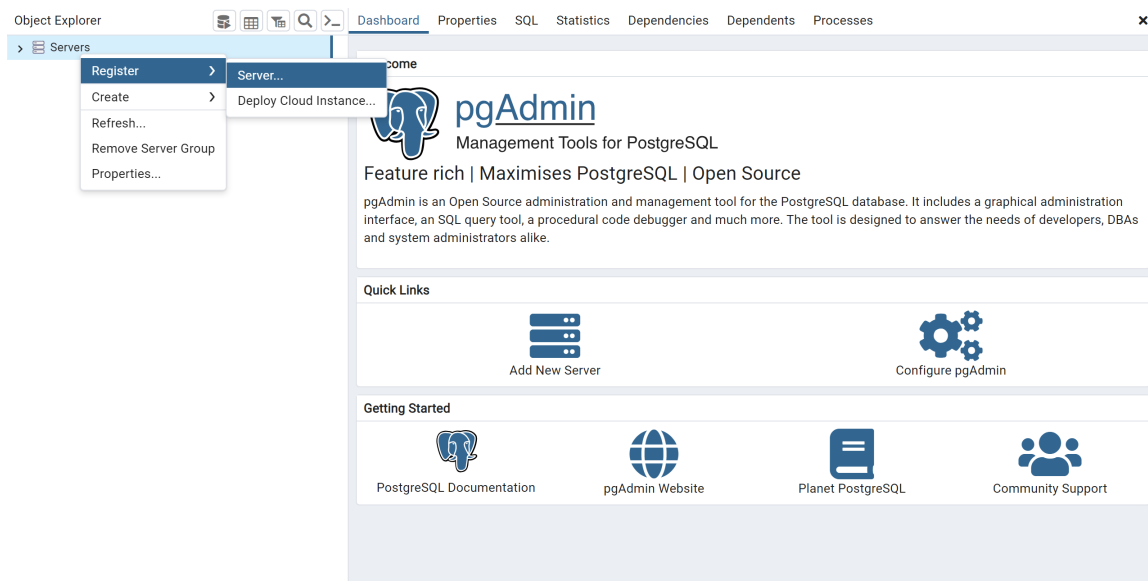 Object Explorer
Dashboard Properties SQL Statistics Dependencies Dependents Processes
Servers
Register
Create
Refresh...
Remove Server Group
Properties...
Server...
Deploy Cloud Instance...
pgAdmin
Management Tools for PostgreSQL
Feature rich | Maximises PostgreSQL | Open Source
pgAdmin is an Open Source administration and management tool for the PostgreSQL database. It includes a graphical administration
interface, an SQL query tool, a procedural code debugger and much more. The tool is designed to answer the needs of developers, DBAs
and system administrators alike.
Quick Links
Add New Server
Configure pgAdmin
Getting Started
PostgreSQL Documentation
pgAdmin Website
Planet PostgreSQL
Community Support